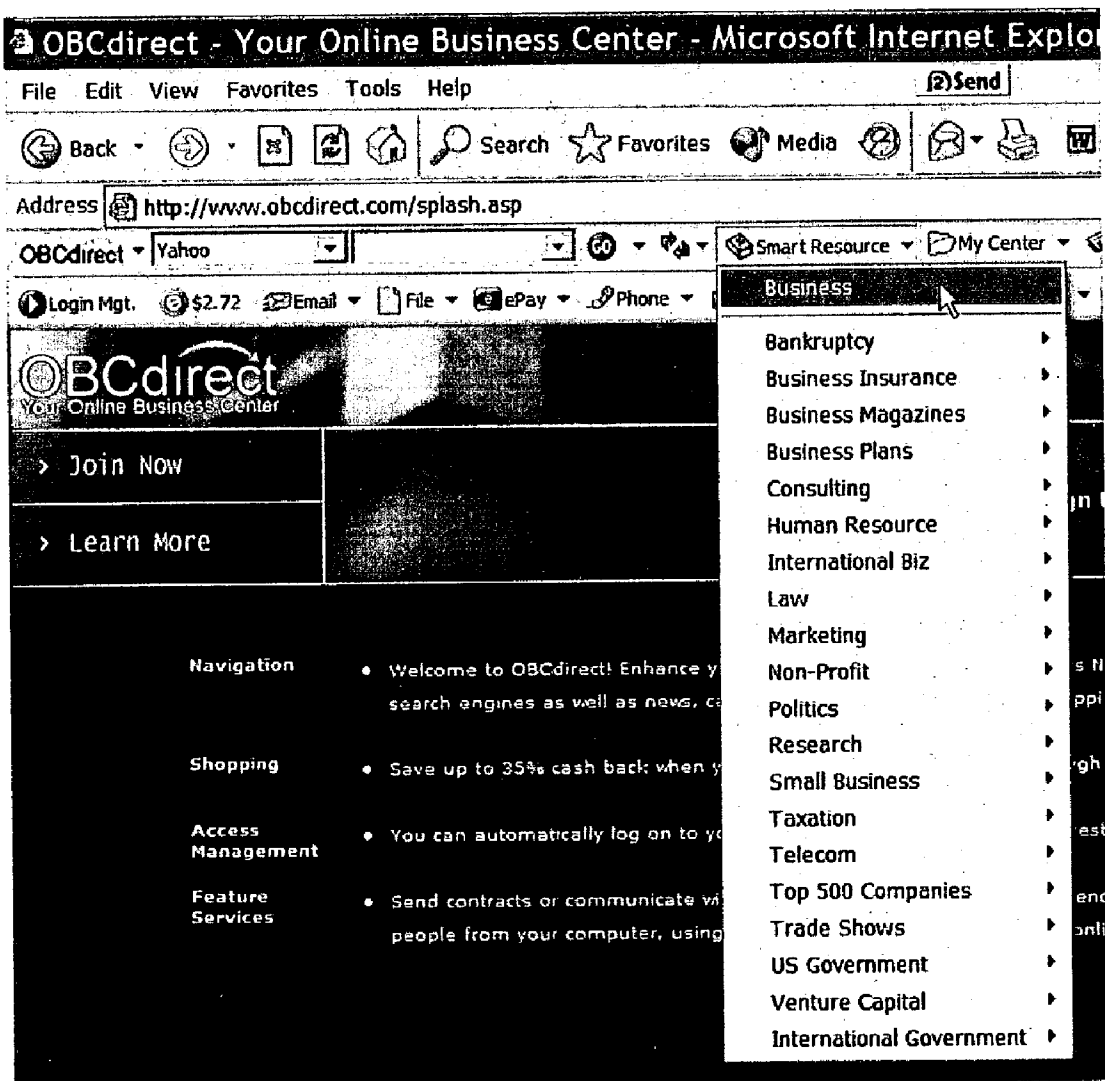 OBCdirect - Your Online Business Center - Microsoft Internet Explo
File Edit View Favorites Tools Help Send
Back Search Favorites Media
Address http://www.obcdirect.com/splash.asp
OBCdirect Yahoo GO Smart Resource My Center
Login Mgt. $2.72 Email File ePay Phone
Business
Bankruptcy
Business Insurance
Business Magazines
Business Plans
Consulting
Human Resource
International Biz
Law
Marketing
Non-Profit
Politics
Research
Small Business
Taxation
Telecom
Top 500 Companies
Trade Shows
US Government
Venture Capital
International Government
OBCdirect
Your Online Business Center
> Join Now
> Learn More
Navigation • Welcome to OBCdirect! Enhance y
search engines as well as news, ca
Shopping • Save up to 35% cash back when y
Access Management • You can automatically log on to yo
Feature Services • Send contracts or communicate wi
people from your computer, using